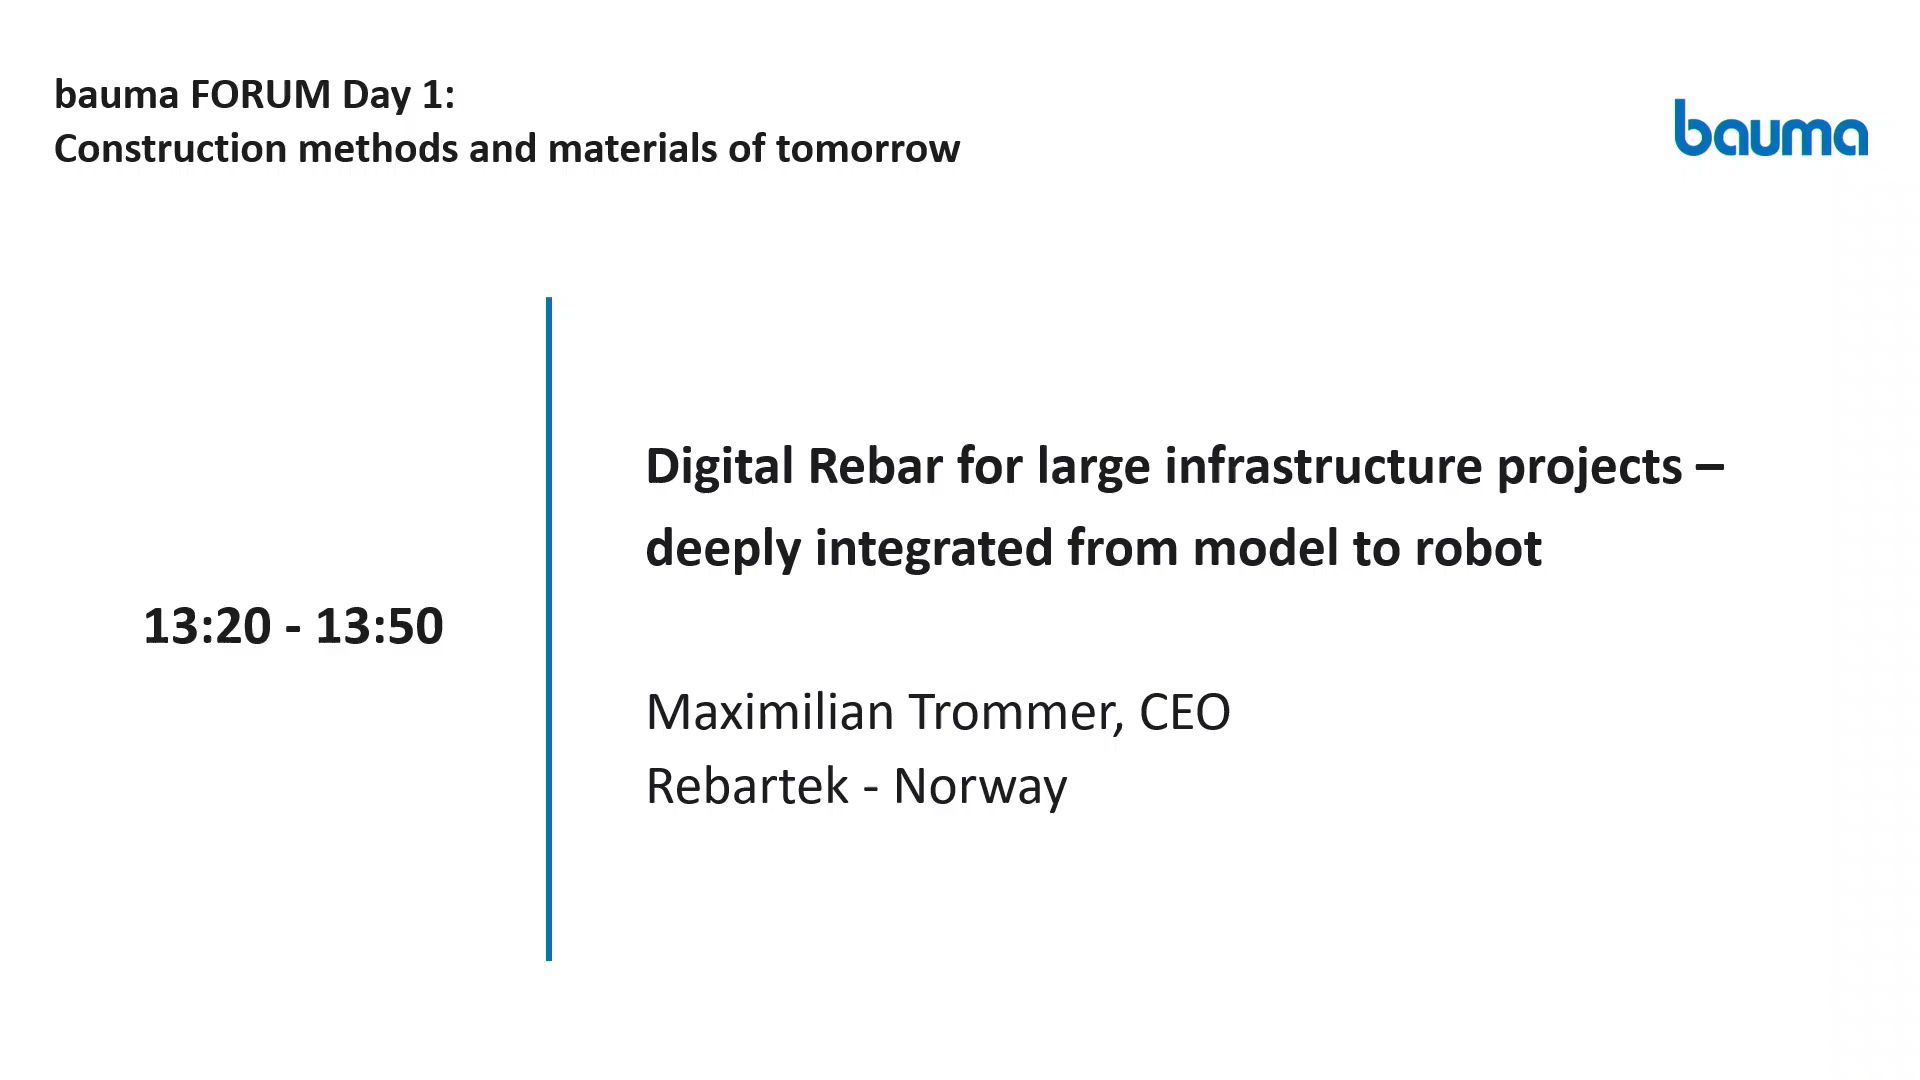 bauma FORUM Day 1:
Construction methods and materials of tomorrow
bauma
13:20 - 13:50
Digital Rebar for large infrastructure projects –
deeply integrated from model to robot
Maximilian Trommer, CEO
Rebartek - Norway